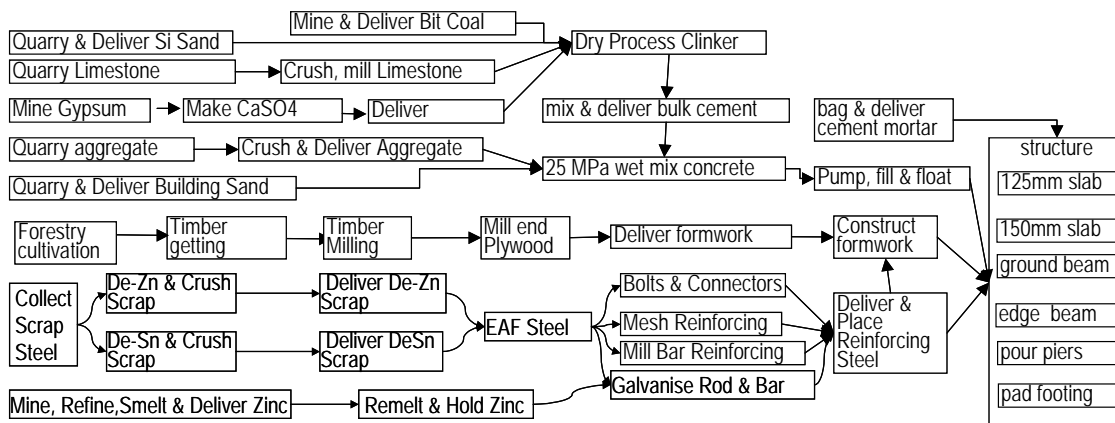 Mine & Deliver Bit Coal
Quarry & Deliver Si Sand
Dry Process Clinker
Quarry Limestone
Crush, mill Limestone
Mine Gypsum
Make CaSO4
Deliver
mix & deliver bulk cement
bag & deliver
cement mortar
Quarry aggregate
Crush & Deliver Aggregate
25 MPa wet mix concrete
Pump, fill & float
Quarry & Deliver Building Sand
structure
125mm slab
150mm slab
ground beam
edge beam
pour piers
pad footing
Forestry
cultivation
Timber
getting
Timber
Milling
Mill end
Plywood
Deliver formwork
Construct
formwork
Collect
Scrap
Steel
De-Zn & Crush
Scrap
Deliver De-Zn
Scrap
De-Sn & Crush
Scrap
Deliver DeSn
Scrap
EAF Steel
Bolts & Connectors
Mesh Reinforcing
Mill Bar Reinforcing
Galvanise Rod & Bar
Deliver &
Place
Reinforcing
Steel
Mine, Refine,Smelt & Deliver Zinc
Remelt & Hold Zinc